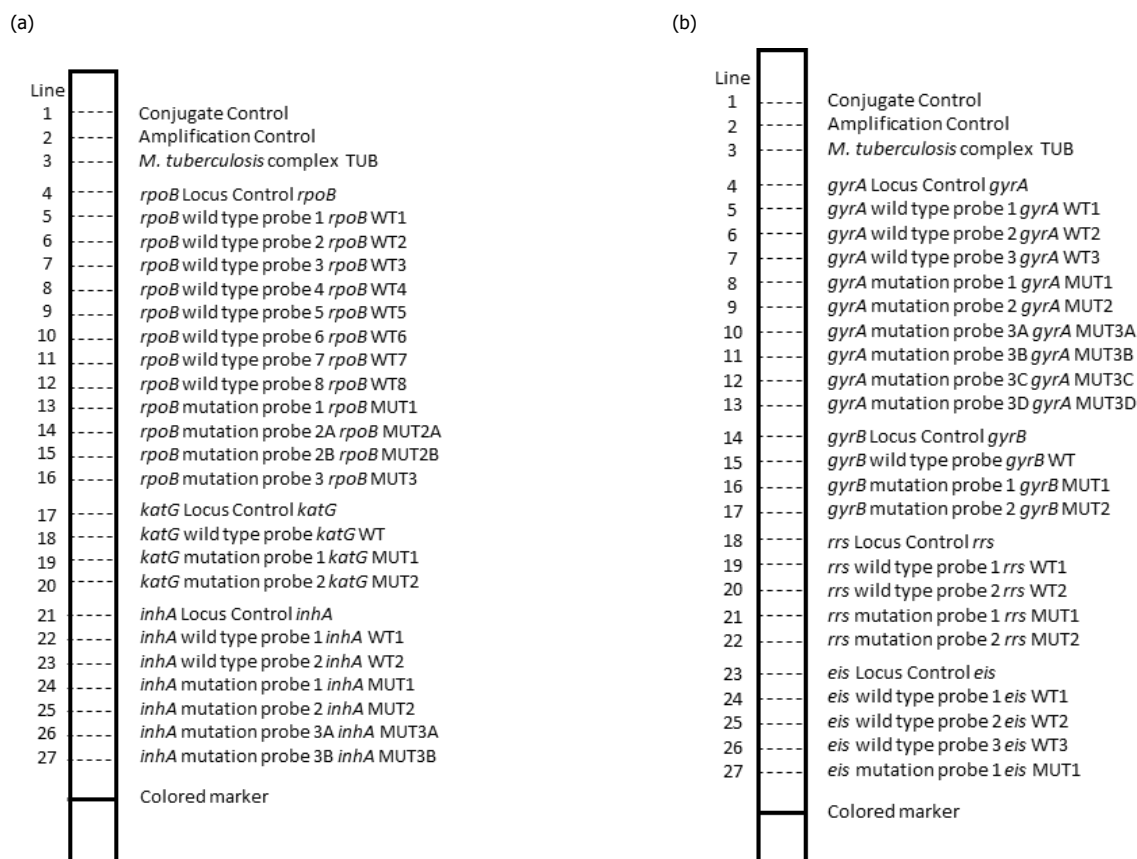 (a)
Line
1 Conjugate Control
2 Amplification Control
3 M. tuberculosis complex TUB
4 rpoB Locus Control rpoB
5 rpoB wild type probe 1 rpoB WT1
6 rpoB wild type probe 2 rpoB WT2
7 rpoB wild type probe 3 rpoB WT3
8 rpoB wild type probe 4 rpoB WT4
9 rpoB wild type probe 5 rpoB WT5
10 rpoB wild type probe 6 rpoB WT6
11 rpoB wild type probe 7 rpoB WT7
12 rpoB wild type probe 8 rpoB WT8
13 rpoB mutation probe 1 rpoB MUT1
14 rpoB mutation probe 2A rpoB MUT2A
15 rpoB mutation probe 2B rpoB MUT2B
16 rpoB mutation probe 3 rpoB MUT3
17 katG Locus Control katG
18 katG wild type probe katG WT
19 katG mutation probe 1 katG MUT1
20 katG mutation probe 2 katG MUT2
21 inhA Locus Control inhA
22 inhA wild type probe 1 inhA WT1
23 inhA wild type probe 2 inhA WT2
24 inhA mutation probe 1 inhA MUT1
25 inhA mutation probe 2 inhA MUT2
26 inhA mutation probe 3A inhA MUT3A
27 inhA mutation probe 3B inhA MUT3B
Colored marker
(b)
Line
1 Conjugate Control
2 Amplification Control
3 M. tuberculosis complex TUB
4 gyrA Locus Control gyrA
5 gyrA wild type probe 1 gyrA WT1
6 gyrA wild type probe 2 gyrA WT2
7 gyrA wild type probe 3 gyrA WT3
8 gyrA mutation probe 1 gyrA MUT1
9 gyrA mutation probe 2 gyrA MUT2
10 gyrA mutation probe 3A gyrA MUT3A
11 gyrA mutation probe 3B gyrA MUT3B
12 gyrA mutation probe 3C gyrA MUT3C
13 gyrA mutation probe 3D gyrA MUT3D
14 gyrB Locus Control gyrB
15 gyrB wild type probe gyrB WT
16 gyrB mutation probe 1 gyrB MUT1
17 gyrB mutation probe 2 gyrB MUT2
18 rrs Locus Control rrs
19 rrs wild type probe 1 rrs WT1
20 rrs wild type probe 2 rrs WT2
21 rrs mutation probe 1 rrs MUT1
22 rrs mutation probe 2 rrs MUT2
23 eis Locus Control eis
24 eis wild type probe 1 eis WT1
25 eis wild type probe 2 eis WT2
26 eis wild type probe 3 eis WT3
27 eis mutation probe 1 eis MUT1
Colored marker